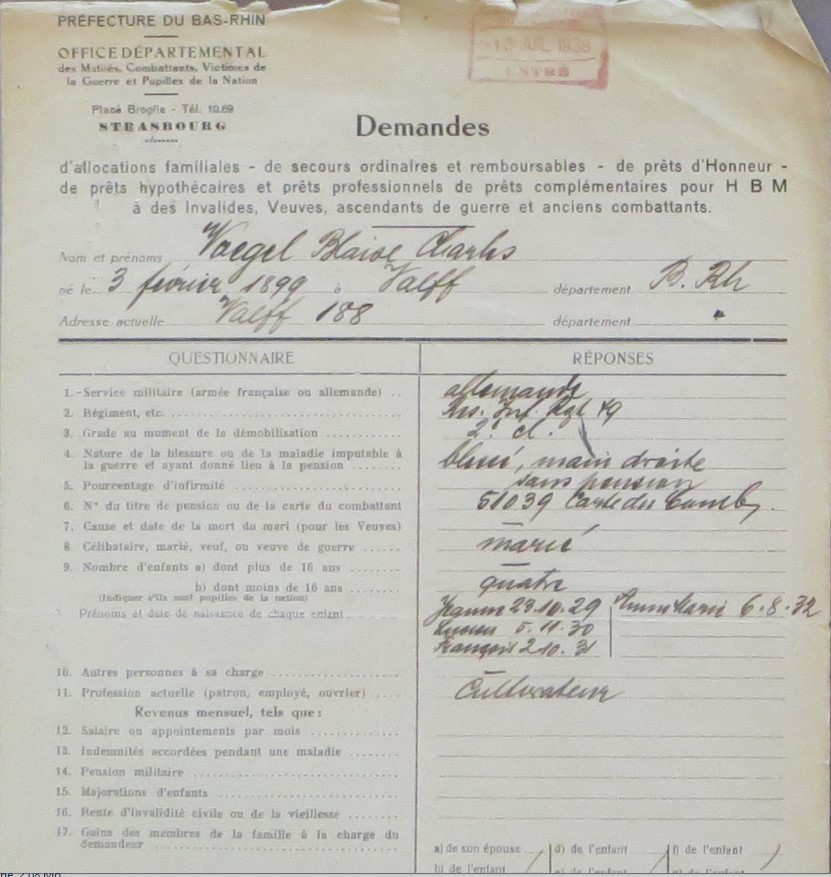 PRÉFECTURE DU BAS-RHIN
OFFICE DÉPARTEMENTAL
des Mutilés, Combattants, Victimes de
la Guerre et Pupilles de la Nation
Place Broglie - Tél. 10.69
STRASBOURG
13 JUIL 1938
ENTRÉ
Demandes
d'allocations familiales - de secours ordinaires et remboursables - de prêts d'Honneur -
de prêts hypothécaires et prêts professionnels de prêts complémentaires pour H B M
à des Invalides, Veuves, ascendants de guerre et anciens combattants.
Nom et prénoms Voegel Blaise Charles
né le 3 février 1899 à Valff département B. Rh
Adresse actuelle Valff 188 département "
QUESTIONNAIRE RÉPONSES
1. - Service militaire (armée française ou allemande) .. allemande
2. Régiment, etc. Inf. Rgt 49
3. Grade au moment de la démobilisation 2e cl.
4. Nature de la blessure ou de la maladie imputable à
la guerre et ayant donné lieu à la pension blessé, main droite
5. Pourcentage d'infirmité sans pension
6. N° du titre de pension ou de la carte du combattant 51039 Carte du Comb.
7. Cause et date de la mort du mari (pour les Veuves)
8. Célibataire, marié, veuf, ou veuve de guerre marié
9. Nombre d'enfants a) dont plus de 16 ans
b) dont moins de 16 ans quatre
(Indiquer s'ils sont pupilles de la nation)
Prénoms et date de naissance de chaque enfant 29.10.29 Anne Marie 6.8.32
Lucien 5.11.30
François 2.10.31
10. Autres personnes à sa charge
11. Profession actuelle (patron, employé, ouvrier) Cultivateur
Revenus mensuel, tels que :
12. Salaire ou appointements par mois
13. Indemnités accordées pendant une maladie
14. Pension militaire
15. Majorations d'enfants
16. Rente d'invalidité civile ou de la vieillesse
17. Gains des membres de la famille à la charge du
demandeur
a) de son épouse d) de l'enfant f) de l'enfant
b) de l'enfant